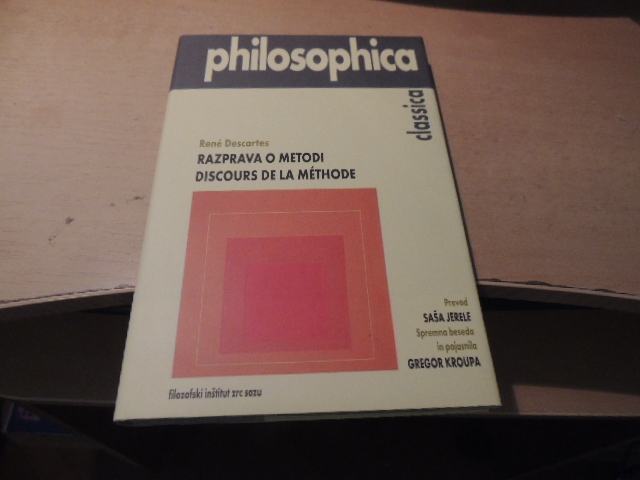 philosophica
classica
René Descartes
RAZPRAVA O METODI
DISCOURS DE LA MÉTHODE
Prevod
SAŠA JERELE
Spremna beseda
in pojasnila
GREGOR KROUPA
filozofski inštitut zrc sazu